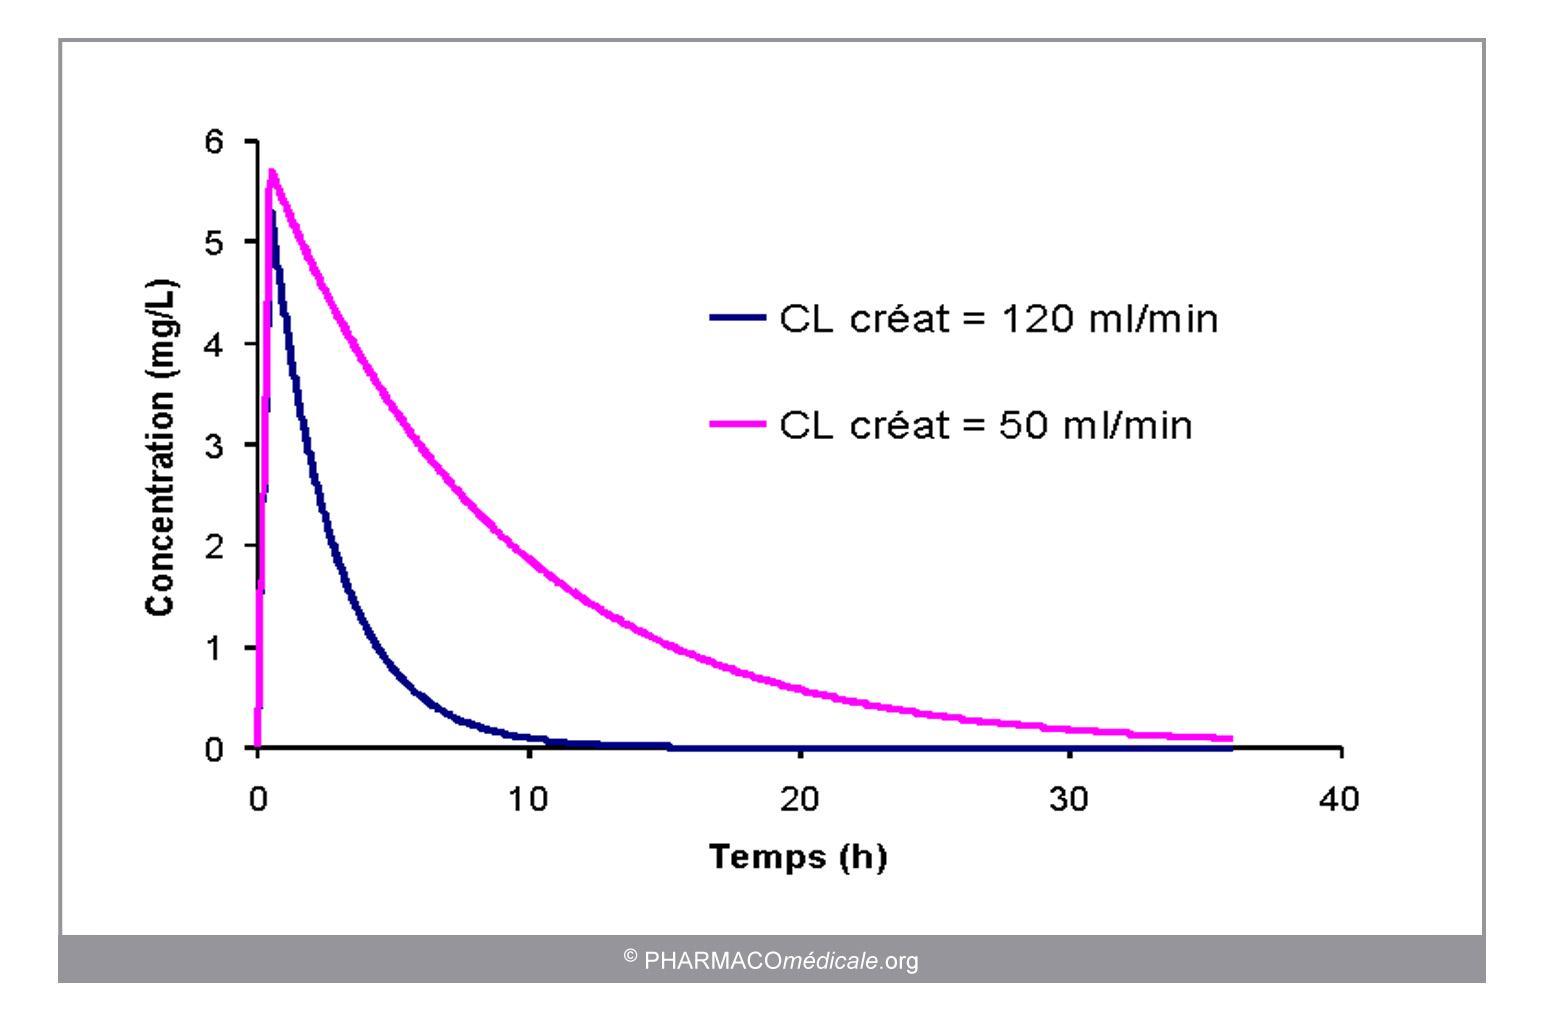 6
5
4
3
2
1
0
Concentration (mg/L)
CL créat = 120 ml/min
CL créat = 50 ml/min
0 10 20 30 40
Temps (h)
© PHARMACOmédicale.org